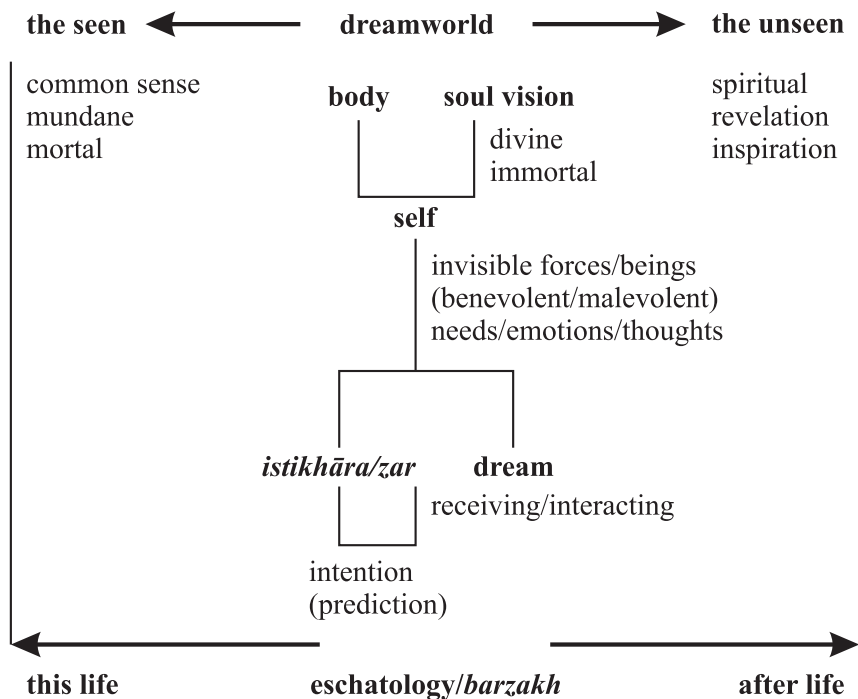 the seen dreamworld the unseen
common sense
mundane
mortal
body soul vision
divine
immortal
spiritual
revelation
inspiration
self
invisible forces/beings
(benevolent/malevolent)
needs/emotions/thoughts
istikhāra/zar dream
receiving/interacting
intention
(prediction)
this life eschatology/barzakh after life